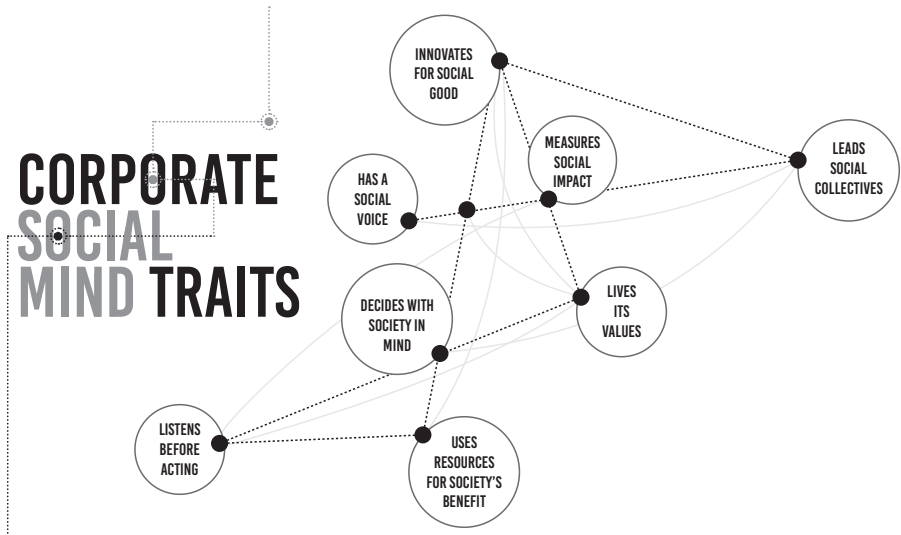 CORPORATE
SOCIAL
MIND TRAITS
INNOVATES
FOR SOCIAL
GOOD
MEASURES
SOCIAL
IMPACT
LEADS
SOCIAL
COLLECTIVES
HAS A
SOCIAL
VOICE
DECIDES WITH
SOCIETY IN
MIND
LIVES
ITS
VALUES
LISTENS
BEFORE
ACTING
USES
RESOURCES
FOR SOCIETY'S
BENEFIT